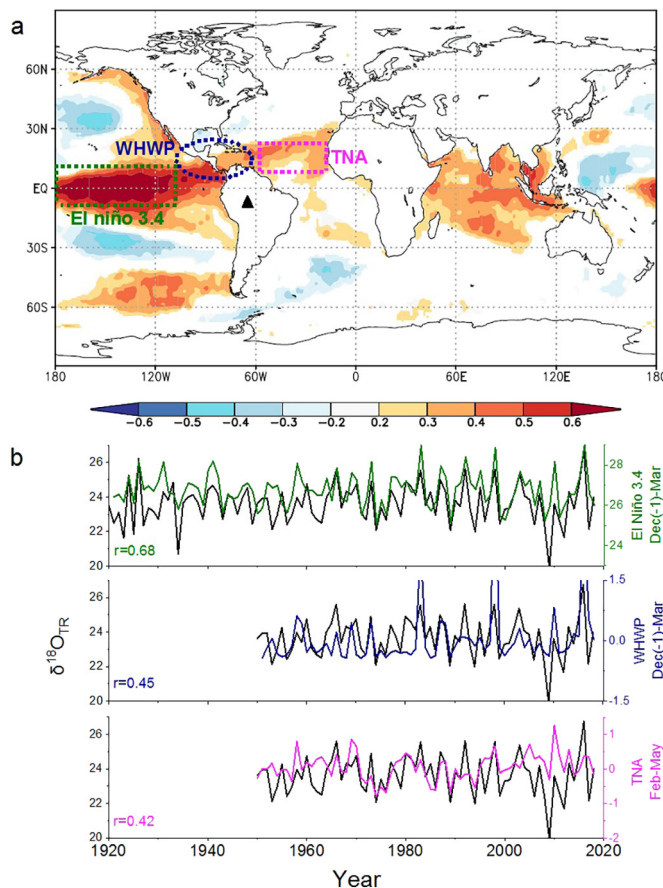 a
60N
30N
EQ
30S
60S
WHWP
TNA
El niño 3.4
180 120W 60W 0 60E 120E 180
-0.6 -0.5 -0.4 -0.3 -0.2 0.2 0.3 0.4 0.5 0.6
b
26
24
22
20
r=0.68
28
26
El Niño 3.4
Dec(-1)-Mar
δ18OTR
26
24
22
20
r=0.45
1.5
0.0
-1.5
WHWP
Dec(-1)-Mar
26
24
22
20
r=0.42
1
0
-1
-2
TNA
Feb-May
1920 1940 1960 1980 2000 2020
Year